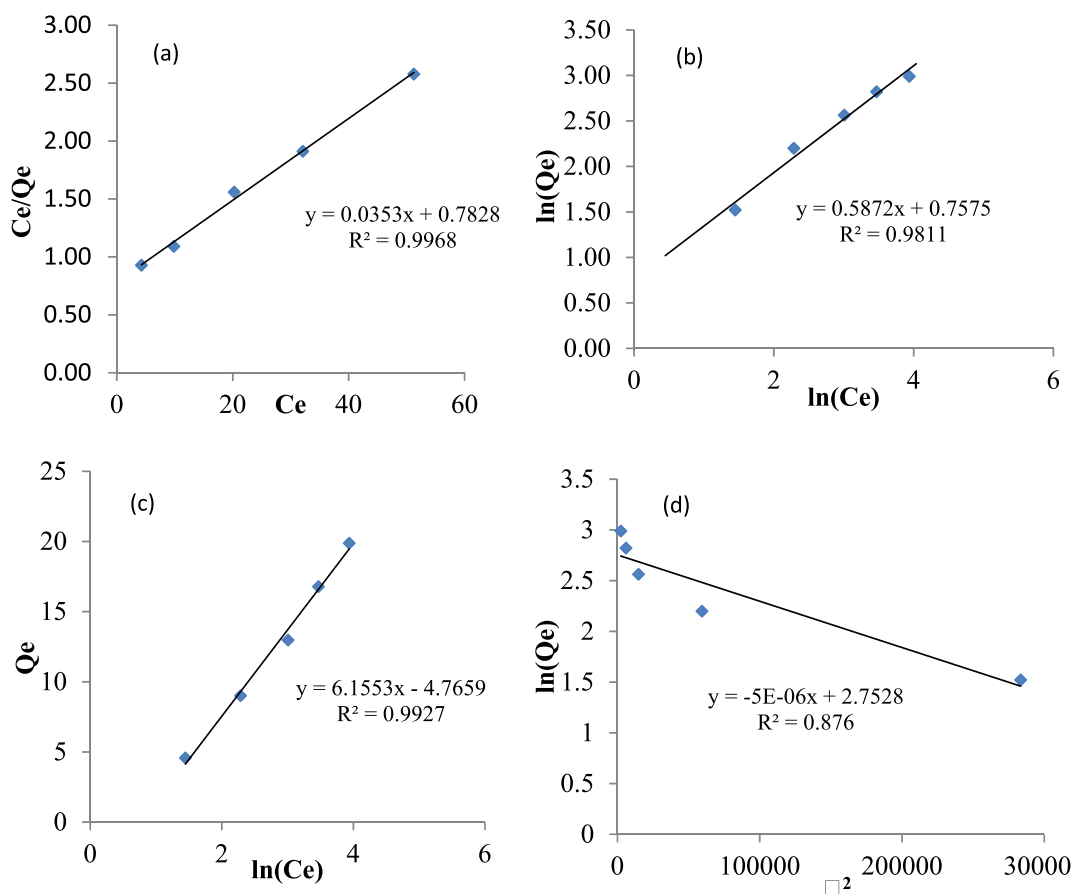 (a)
3.00
2.50
2.00
1.50
1.00
0.50
0.00
Ce/Qe
y = 0.0353x + 0.7828
R² = 0.9968
0 20 40 60
Ce
(b)
3.50
3.00
2.50
2.00
1.50
1.00
0.50
0.00
ln(Qe)
y = 0.5872x + 0.7575
R² = 0.9811
0 2 4 6
ln(Ce)
(c)
25
20
15
10
5
0
Qe
y = 6.1553x - 4.7659
R² = 0.9927
0 2 4 6
ln(Ce)
(d)
3.5
3
2.5
2
1.5
1
0.5
0
ln(Qe)
y = -5E-06x + 2.7528
R² = 0.876
0 100000 200000 30000
□²